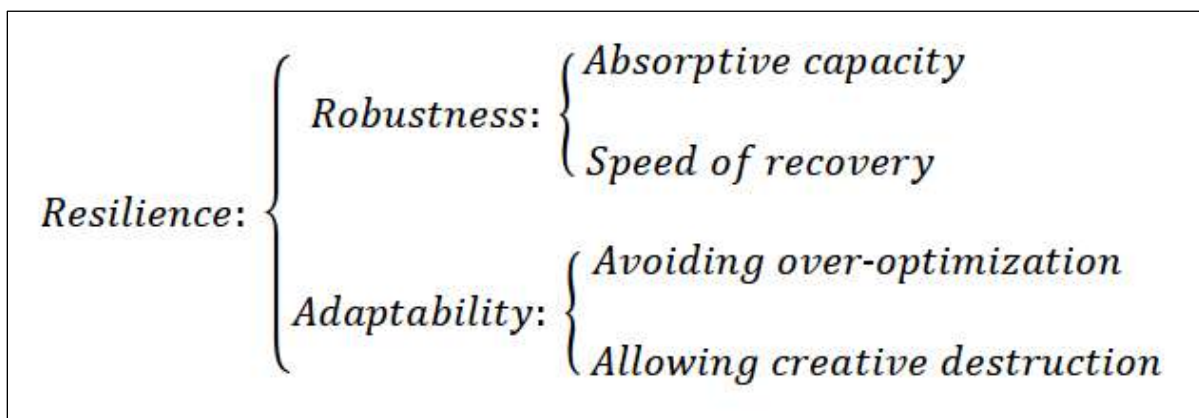 Resilience:
Robustness:
Absorptive capacity
Speed of recovery
Adaptability:
Avoiding over-optimization
Allowing creative destruction